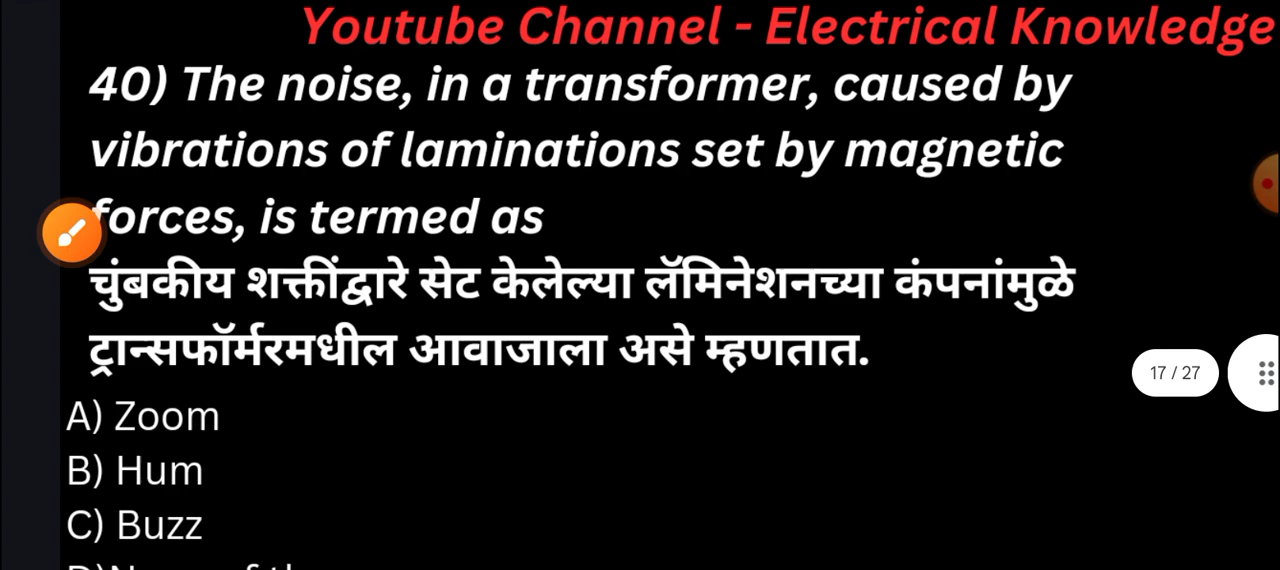 Youtube Channel - Electrical Knowledge
40) The noise, in a transformer, caused by
vibrations of laminations set by magnetic
forces, is termed as
चुंबकीय शक्तींद्वारे सेट केलेल्या लॅमिनेशनच्या कंपनांमुळे
ट्रान्सफॉर्मरमधील आवाजाला असे म्हणतात.
17 / 27
A) Zoom
B) Hum
C) Buzz